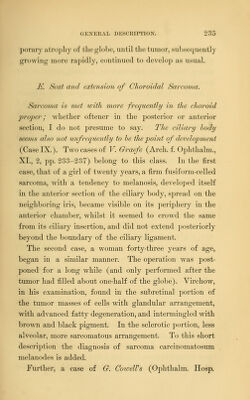 GENERAL DESCRIPTION. 235
porary atrophy of the globe, until the tumor, subsequently
growing more rapidly, continued to develop as usual.
E. Seat and extension of Choroidal Sarcoma.
Sarcoma is met with more frequently in the choroid
proper; whether oftener in the posterior or anterior
section, I do not presume to say. The ciliary body
seems also not unfrequently to be the point of development
(Case IX.). Two cases of V. Graefe (Arch. f. Ophthalm.,
XI., 2, pp. 233–237) belong to this class. In the first
case, that of a girl of twenty years, a firm fusiform-celled
sarcoma, with a tendency to melanosis, developed itself
in the anterior section of the ciliary body, spread on the
neighboring iris, became visible on its periphery in the
anterior chamber, whilst it seemed to crowd the same
from its ciliary insertion, and did not extend posteriorly
beyond the boundary of the ciliary ligament.
The second case, a woman forty-three years of age,
began in a similar manner. The operation was post-
poned for a long while (and only performed after the
tumor had filled about one-half of the globe). Virchow,
in his examination, found in the subretinal portion of
the tumor masses of cells with glandular arrangement,
with advanced fatty degeneration, and intermingled with
brown and black pigment. In the sclerotic portion, less
alveolar, more sarcomatous arrangement. To this short
description the diagnosis of sarcoma carcinomatosum
melanodes is added.
Further, a case of G. Cowell's (Ophthalm. Hosp.